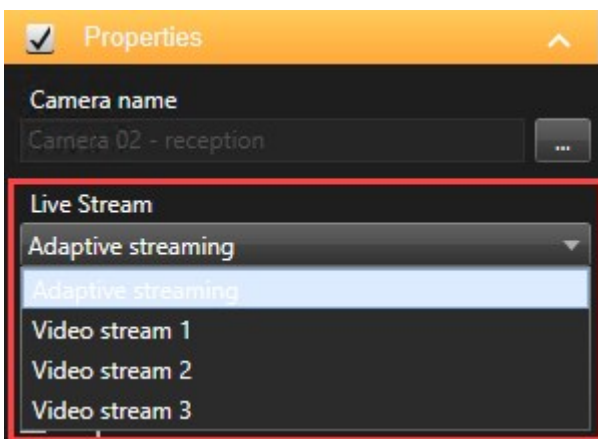 Properties
Camera name
Camera 02 - reception
...
Live Stream
Adaptive streaming
Adaptive streaming
Video stream 1
Video stream 2
Video stream 3